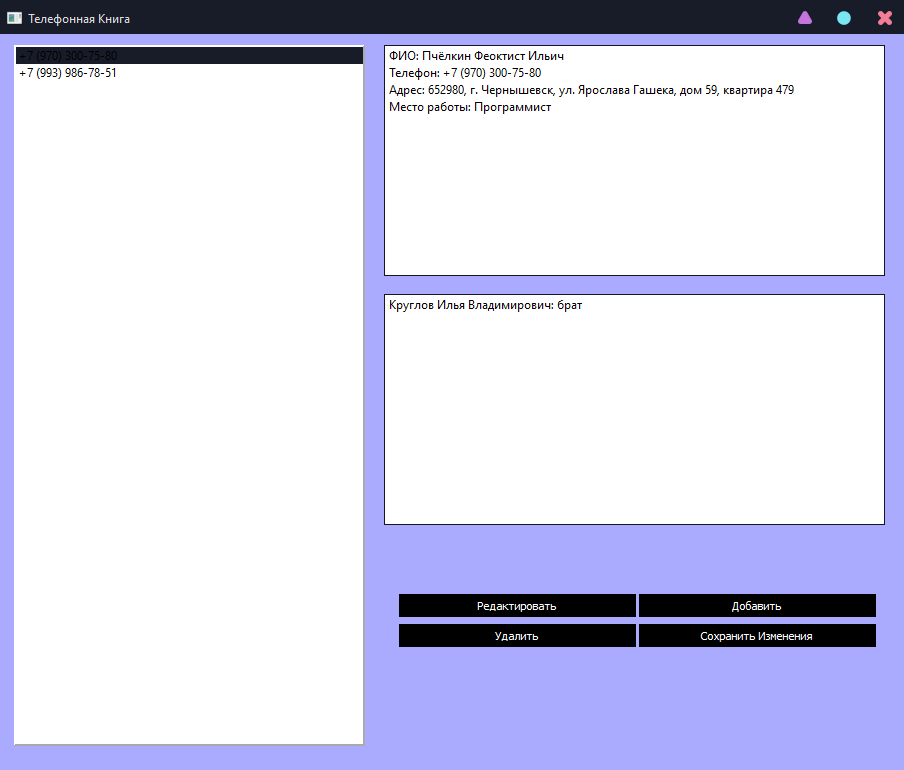 Телефонная Книга
+7 (970) 300-75-80
+7 (993) 986-78-51
ФИО: Пчёлкин Феоктист Ильич
Телефон: +7 (970) 300-75-80
Адрес: 652980, г. Чернышевск, ул. Ярослава Гашека, дом 59, квартира 479
Место работы: Программист
Круглов Илья Владимирович: брат
Редактировать
Добавить
Удалить
Сохранить Изменения